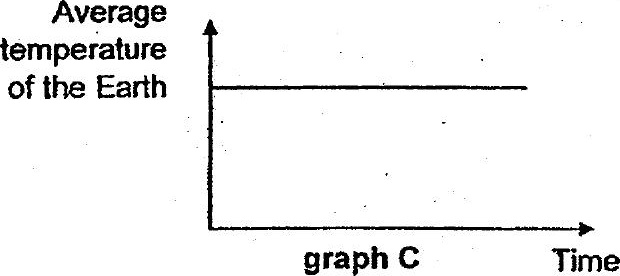 Average
temperature
of the Earth
graph C
Time